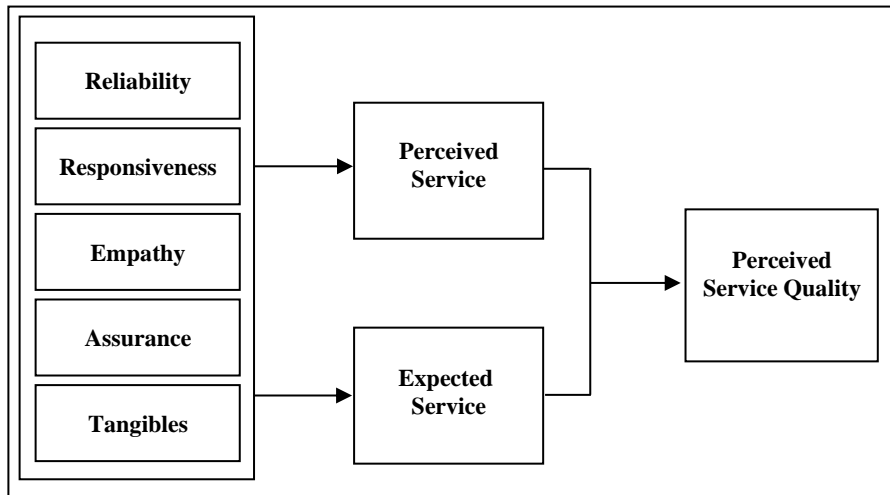 Reliability
Responsiveness
Empathy
Assurance
Tangibles
Perceived
Service
Expected
Service
Perceived
Service Quality